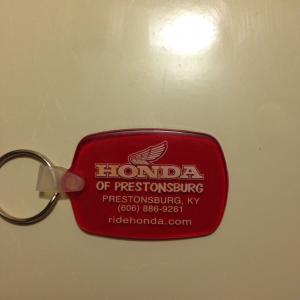 HONDA
OF PRESTONSBURG
PRESTONSBURG, KY
(606) 886-9261
ridehonda.com